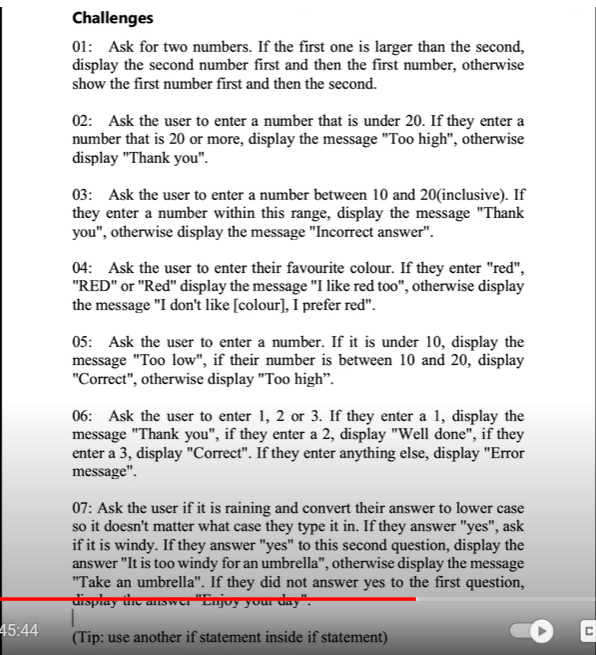 Challenges
01: Ask for two numbers. If the first one is larger than the second,
display the second number first and then the first number, otherwise
show the first number first and then the second.
02: Ask the user to enter a number that is under 20. If they enter a
number that is 20 or more, display the message "Too high", otherwise
display "Thank you".
03: Ask the user to enter a number between 10 and 20(inclusive). If
they enter a number within this range, display the message "Thank
you", otherwise display the message "Incorrect answer".
04: Ask the user to enter their favourite colour. If they enter "red",
"RED" or "Red" display the message "I like red too", otherwise display
the message "I don't like [colour], I prefer red".
05: Ask the user to enter a number. If it is under 10, display the
message "Too low", if their number is between 10 and 20, display
"Correct", otherwise display "Too high”.
06: Ask the user to enter 1, 2 or 3. If they enter a 1, display the
message "Thank you", if they enter a 2, display "Well done", if they
enter a 3, display "Correct". If they enter anything else, display "Error
message".
07: Ask the user if it is raining and convert their answer to lower case
so it doesn't matter what case they type it in. If they answer "yes", ask
if it is windy. If they answer "yes" to this second question, display the
answer "It is too windy for an umbrella", otherwise display the message
"Take an umbrella". If they did not answer yes to the first question,
display the answer "Enjoy your day".
45:44
(Tip: use another if statement inside if statement)